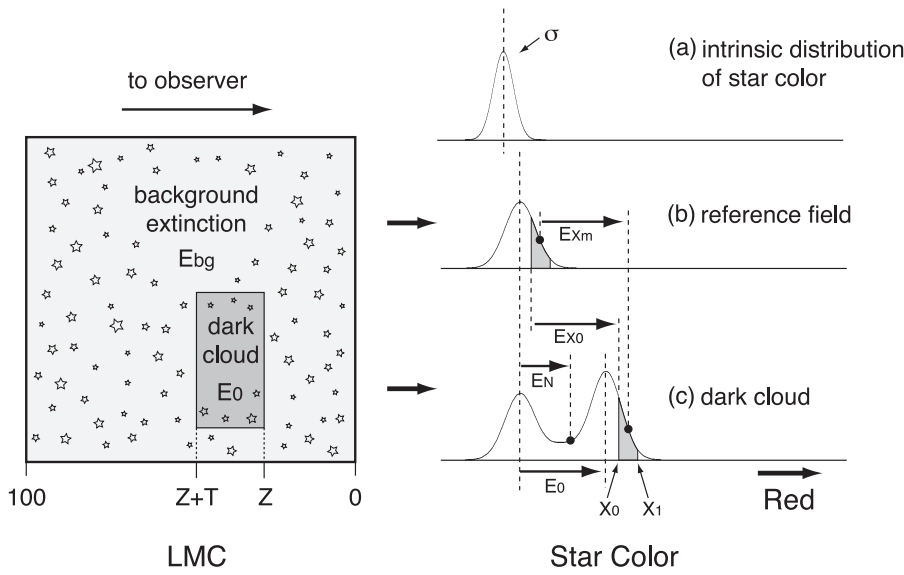 to observer
background
extinction
Ebg
dark
cloud
E0
100
Z+T
Z
0
LMC
σ
(a) intrinsic distribution
of star color
(b) reference field
EXm
EX0
EN
(c) dark cloud
E0
X0
X1
Red
Star Color